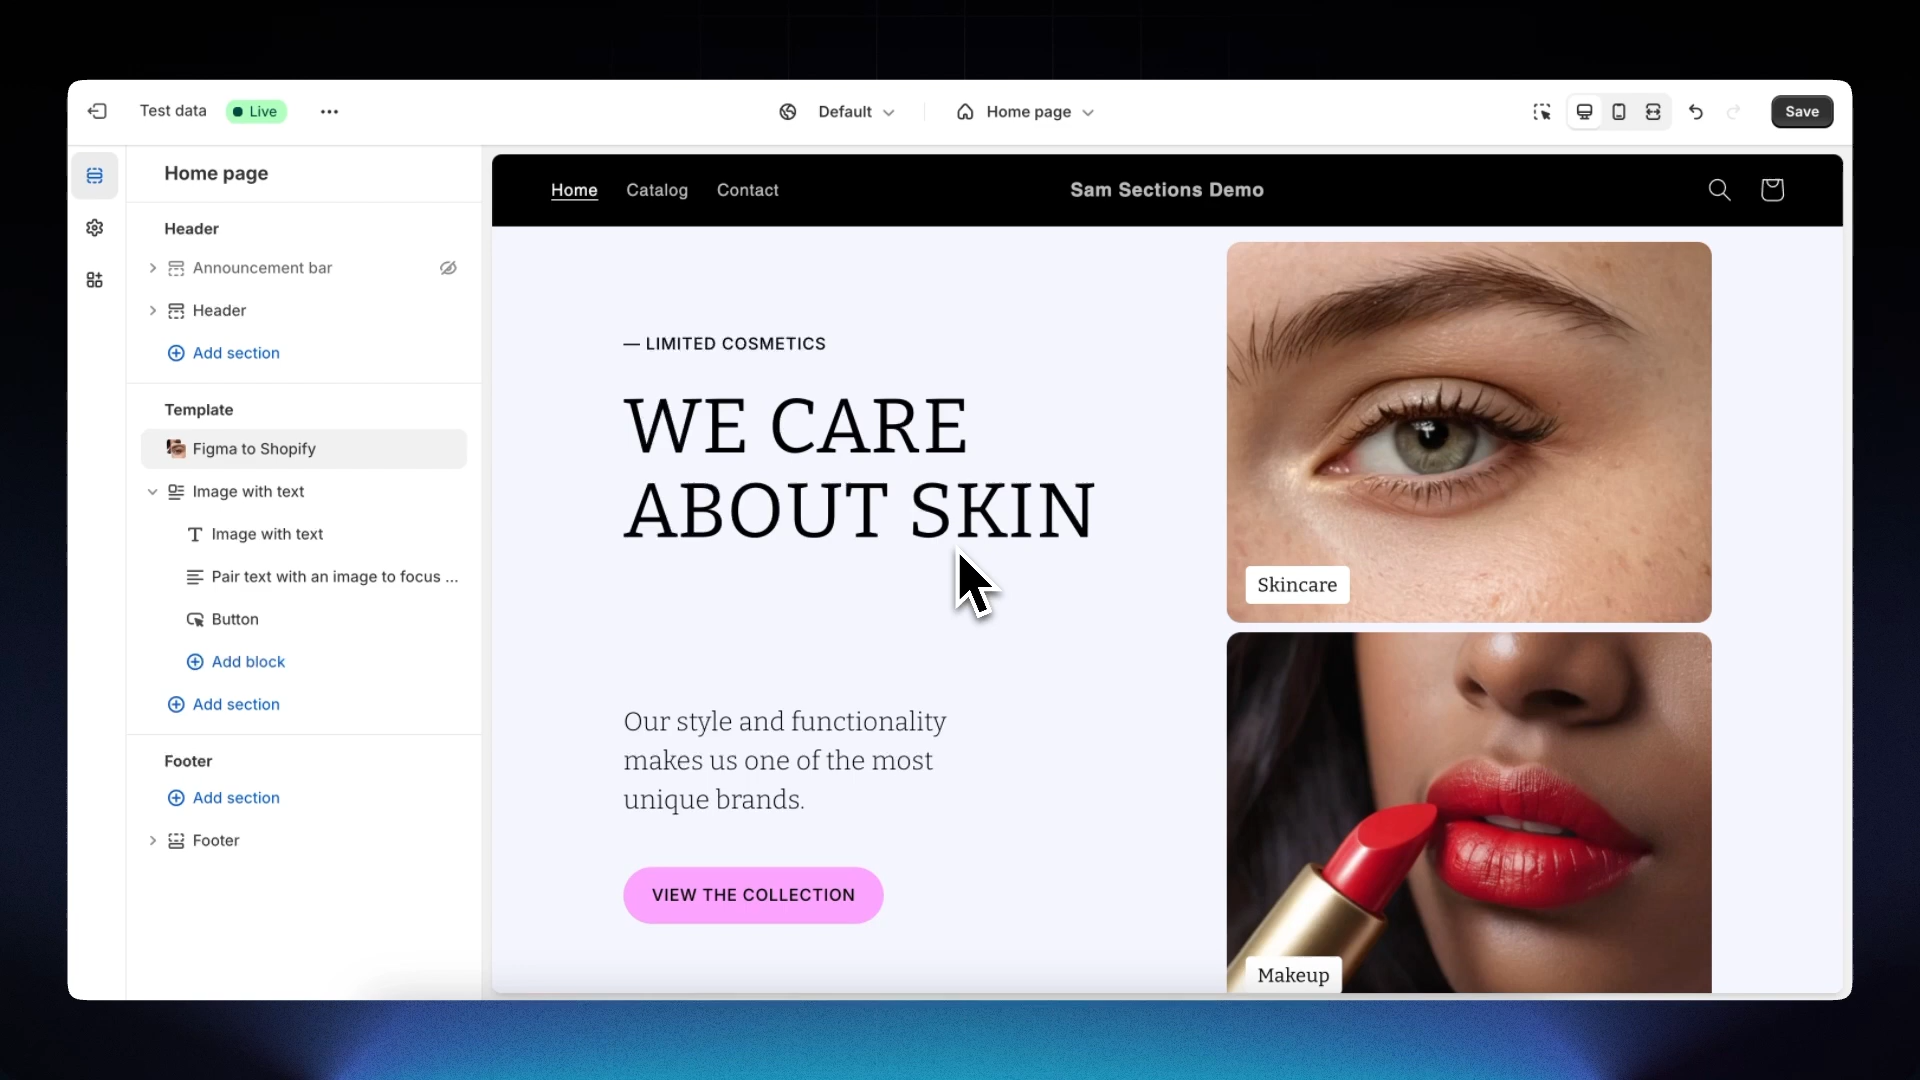 Test data
Live
Default
Home page
Save
Home page
Header
Announcement bar
Header
Add section
Template
Figma to Shopify
Image with text
Image with text
Pair text with an image to focus ...
Button
Add block
Add section
Footer
Add section
Footer
Home
Catalog
Contact
Sam Sections Demo
— LIMITED COSMETICS
WE CARE
ABOUT SKIN
Our style and functionality
makes us one of the most
unique brands.
VIEW THE COLLECTION
Skincare
Makeup